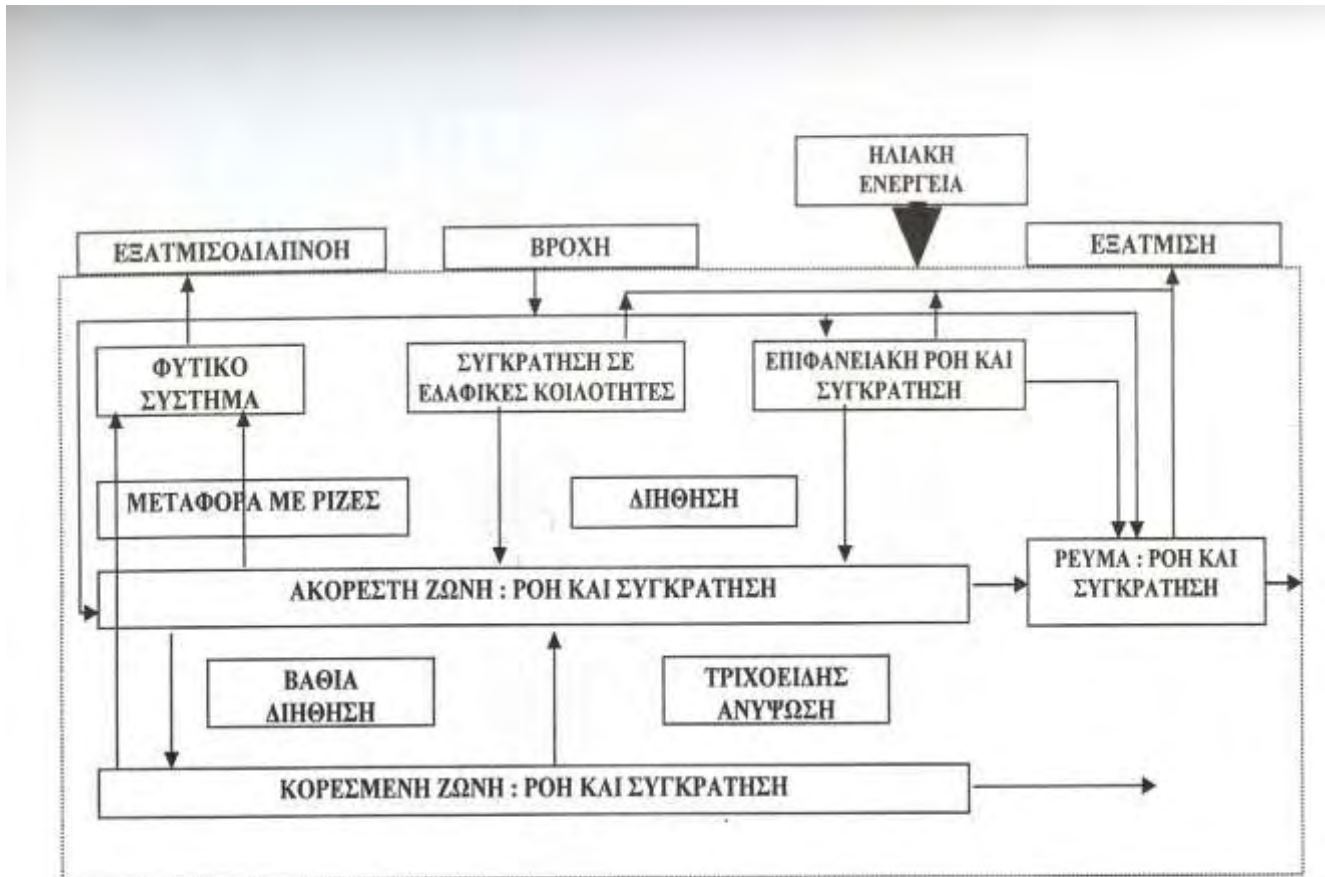 ΗΛΙΑΚΗ
ΕΝΕΡΓΕΙΑ
ΕΞΑΤΜΙΣΟΔΙΑΠΝΟΗ
ΒΡΟΧΗ
ΕΞΑΤΜΙΣΗ
ΦΥΤΙΚΟ
ΣΥΣΤΗΜΑ
ΣΥΓΚΡΑΤΗΣΗ ΣΕ
ΕΔΑΦΙΚΕΣ ΚΟΙΛΟΤΗΤΕΣ
ΕΠΙΦΑΝΕΙΑΚΗ ΡΟΗ ΚΑΙ
ΣΥΓΚΡΑΤΗΣΗ
ΜΕΤΑΦΟΡΑ ΜΕ ΡΙΖΕΣ
ΔΙΗΘΗΣΗ
ΑΚΟΡΕΣΤΗ ΖΩΝΗ : ΡΟΗ ΚΑΙ ΣΥΓΚΡΑΤΗΣΗ
ΡΕΥΜΑ : ΡΟΗ ΚΑΙ
ΣΥΓΚΡΑΤΗΣΗ
ΒΑΘΙΑ
ΔΙΗΘΗΣΗ
ΤΡΙΧΟΕΙΔΗΣ
ΑΝΥΨΩΣΗ
ΚΟΡΕΣΜΕΝΗ ΖΩΝΗ : ΡΟΗ ΚΑΙ ΣΥΓΚΡΑΤΗΣΗ